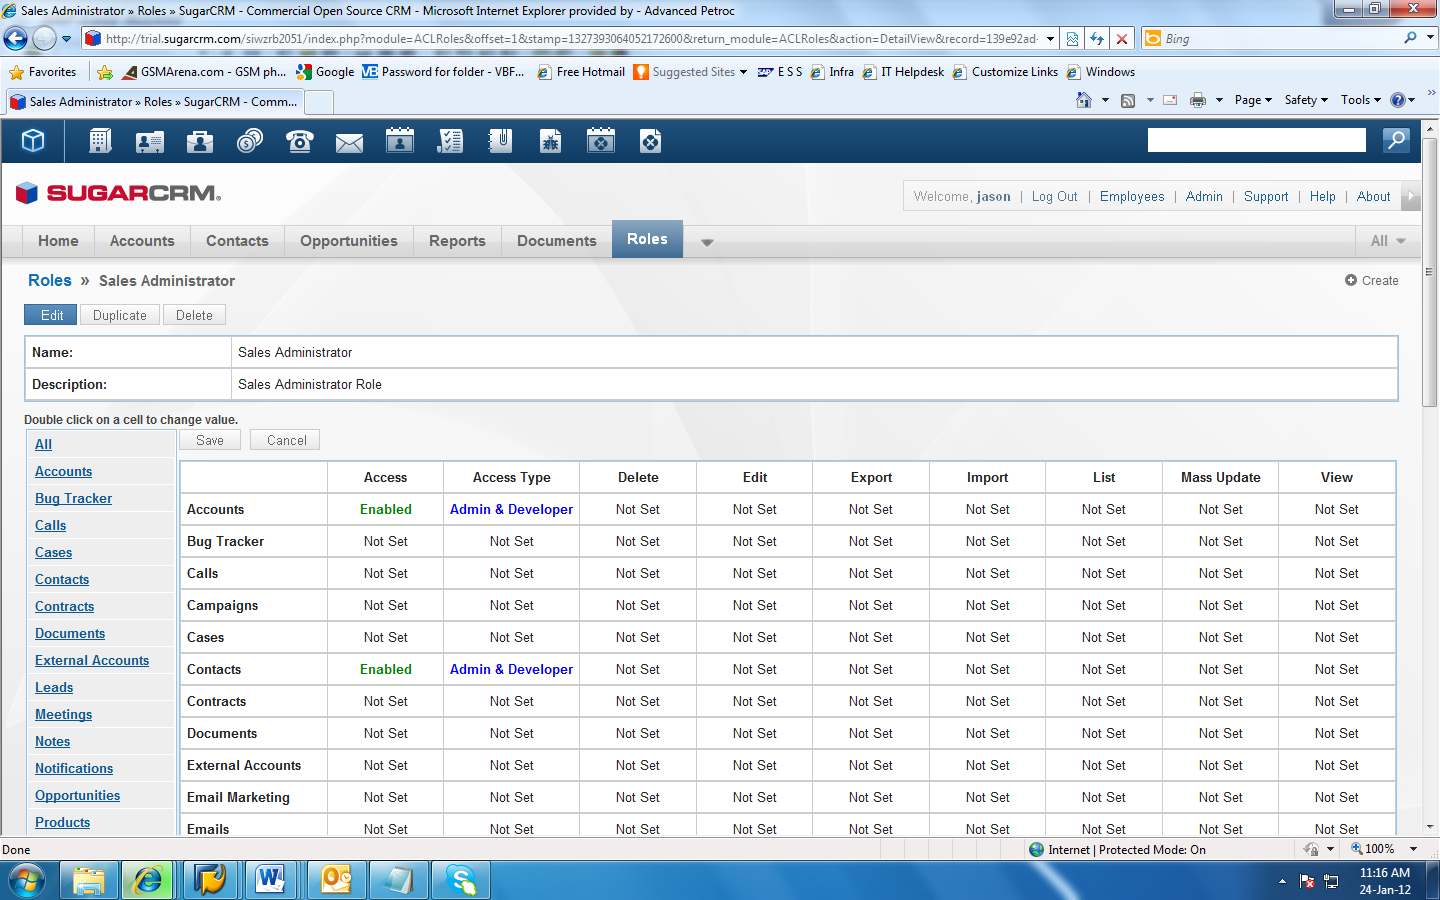 Sales Administrator » Roles » SugarCRM - Commercial Open Source CRM - Microsoft Internet Explorer provided by - Advanced Petroc
http://trial.sugarcrm.com/siwzrb2051/index.php?module=ACLRoles&offset=1&stamp=1327393064052172600&return_module=ACLRoles&action=DetailView&record=139e92ad- Bing
Favorites GSMArena.com - GSM ph... Google Password for folder - VBF... Free Hotmail Suggested Sites E S S Infra IT Helpdesk Customize Links Windows
Sales Administrator » Roles » SugarCRM - Comm... Page Safety Tools
SUGARCRM. Welcome, jason | Log Out | Employees | Admin | Support | Help | About
Home Accounts Contacts Opportunities Reports Documents Roles All
Roles » Sales Administrator Create
Edit Duplicate Delete
Name: Sales Administrator
Description: Sales Administrator Role
Double click on a cell to change value.
Save Cancel
All
Accounts
Bug Tracker
Calls
Cases
Contacts
Contracts
Documents
External Accounts
Leads
Meetings
Notes
Notifications
Opportunities
Products
Access Access Type Delete Edit Export Import List Mass Update View
Accounts Enabled Admin & Developer Not Set Not Set Not Set Not Set Not Set Not Set Not Set
Bug Tracker Not Set Not Set Not Set Not Set Not Set Not Set Not Set Not Set Not Set
Calls Not Set Not Set Not Set Not Set Not Set Not Set Not Set Not Set Not Set
Campaigns Not Set Not Set Not Set Not Set Not Set Not Set Not Set Not Set Not Set
Cases Not Set Not Set Not Set Not Set Not Set Not Set Not Set Not Set Not Set
Contacts Enabled Admin & Developer Not Set Not Set Not Set Not Set Not Set Not Set Not Set
Contracts Not Set Not Set Not Set Not Set Not Set Not Set Not Set Not Set Not Set
Documents Not Set Not Set Not Set Not Set Not Set Not Set Not Set Not Set Not Set
External Accounts Not Set Not Set Not Set Not Set Not Set Not Set Not Set Not Set Not Set
Email Marketing Not Set Not Set Not Set Not Set Not Set Not Set Not Set Not Set Not Set
Emails Not Set Not Set Not Set Not Set Not Set Not Set Not Set Not Set Not Set
Done Internet | Protected Mode: On 100%
11:16 AM
24-Jan-12